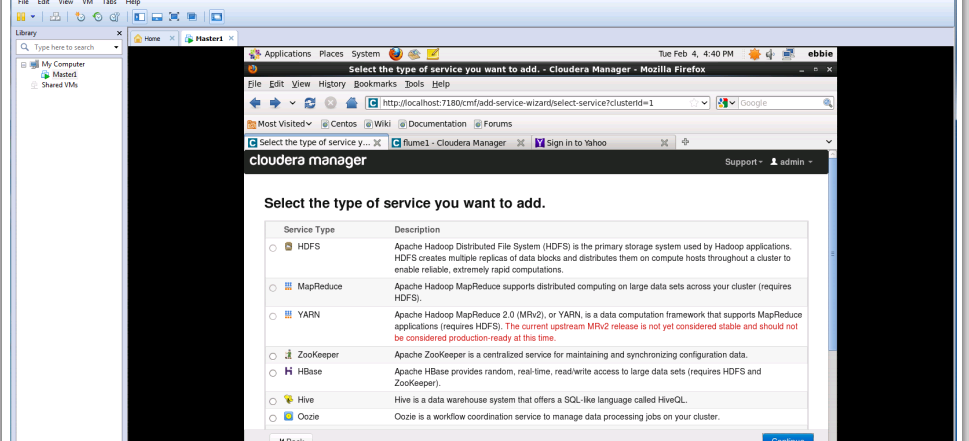 File Edit View VM Tabs Help
Library
Home
Master1
Type here to search
My Computer
Master1
Shared VMs
Applications Places System
Tue Feb 4, 4:40 PM
ebbie
Select the type of service you want to add. - Cloudera Manager - Mozilla Firefox
File Edit View History Bookmarks Tools Help
http://localhost:7180/cmf/add-service-wizard/select-service?clusterId=1
Google
Most Visited Centos Wiki Documentation Forums
Select the type of service y... flume1 - Cloudera Manager Sign in to Yahoo
cloudera manager
Support admin
Select the type of service you want to add.
Service Type Description
HDFS Apache Hadoop Distributed File System (HDFS) is the primary storage system used by Hadoop applications.
HDFS creates multiple replicas of data blocks and distributes them on compute hosts throughout a cluster to
enable reliable, extremely rapid computations.
MapReduce Apache Hadoop MapReduce supports distributed computing on large data sets across your cluster (requires
HDFS).
YARN Apache Hadoop MapReduce 2.0 (MRv2), or YARN, is a data computation framework that supports MapReduce
applications (requires HDFS). The current upstream MRv2 release is not yet considered stable and should not
be considered production-ready at this time.
ZooKeeper Apache ZooKeeper is a centralized service for maintaining and synchronizing configuration data.
HBase Apache HBase provides random, real-time, read/write access to large data sets (requires HDFS and
ZooKeeper).
Hive Hive is a data warehouse system that offers a SQL-like language called HiveQL.
Oozie Oozie is a workflow coordination service to manage data processing jobs on your cluster.
Back Continue